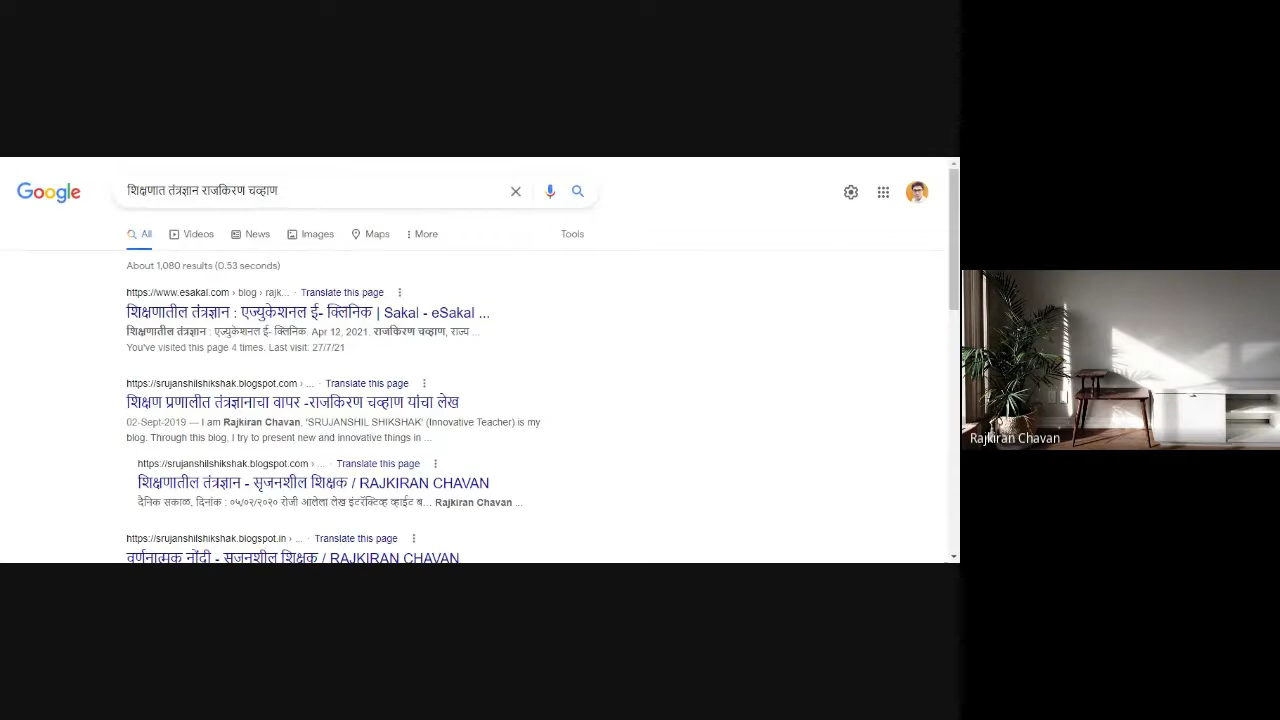 Google
शिक्षणात तंत्रज्ञान राजकिरण चव्हाण
All Videos News Images Maps More Tools
About 1,080 results (0.53 seconds)
https://www.esakal.com › blog › rajk... · Translate this page
शिक्षणातील तंत्रज्ञान : एज्युकेशनल ई- क्लिनिक | Sakal - eSakal ...
शिक्षणातील तंत्रज्ञान : एज्युकेशनल ई- क्लिनिक. Apr 12, 2021. राजकिरण चव्हाण, राज्य ...
You've visited this page 4 times. Last visit: 27/7/21
https://srujanshilshikshak.blogspot.com › ... · Translate this page
शिक्षण प्रणालीत तंत्रज्ञानाचा वापर -राजकिरण चव्हाण यांचा लेख
02-Sept-2019 — I am Rajkiran Chavan, 'SRUJANSHIL SHIKSHAK' (Innovative Teacher) is my
blog. Through this blog, I try to present new and innovative things in ...
https://srujanshilshikshak.blogspot.com › ... · Translate this page
शिक्षणातील तंत्रज्ञान - सृजनशील शिक्षक / RAJKIRAN CHAVAN
दैनिक सकाळ, दिनांक : ०५/०२/२०२० रोजी आलेला लेख इंटरॅक्टिव्ह व्हाईट ब... Rajkiran Chavan ...
https://srujanshilshikshak.blogspot.in › ... · Translate this page
वर्णनात्मक नोंदी - सृजनशील शिक्षक / RAJKIRAN CHAVAN
Rajkiran Chavan